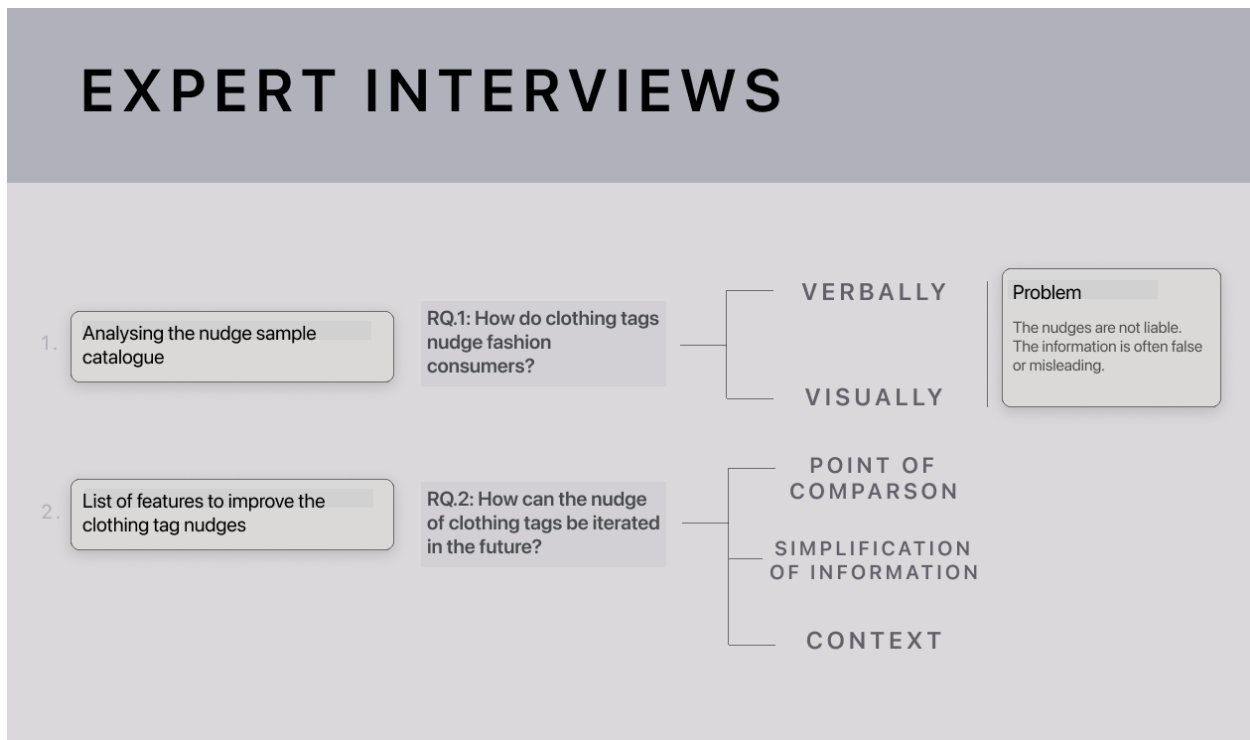 EXPERT INTERVIEWS
1.
Analysing the nudge sample
catalogue
RQ.1: How do clothing tags
nudge fashion
consumers?
VERBALLY
VISUALLY
Problem
The nudges are not liable.
The information is often false
or misleading.
2.
List of features to improve the
clothing tag nudges
RQ.2: How can the nudge
of clothing tags be iterated
in the future?
POINT OF
COMPARSON
SIMPLIFICATION
OF INFORMATION
CONTEXT